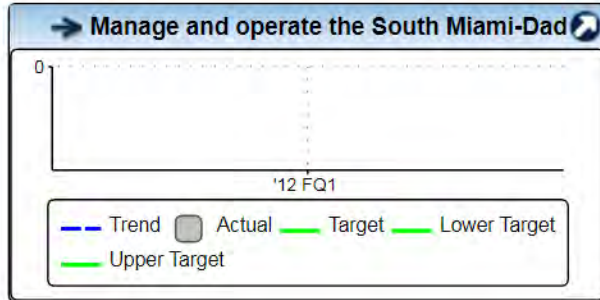 Manage and operate the South Miami-Dad
0
'12 FQ1
Trend Actual Target Lower Target
Upper Target